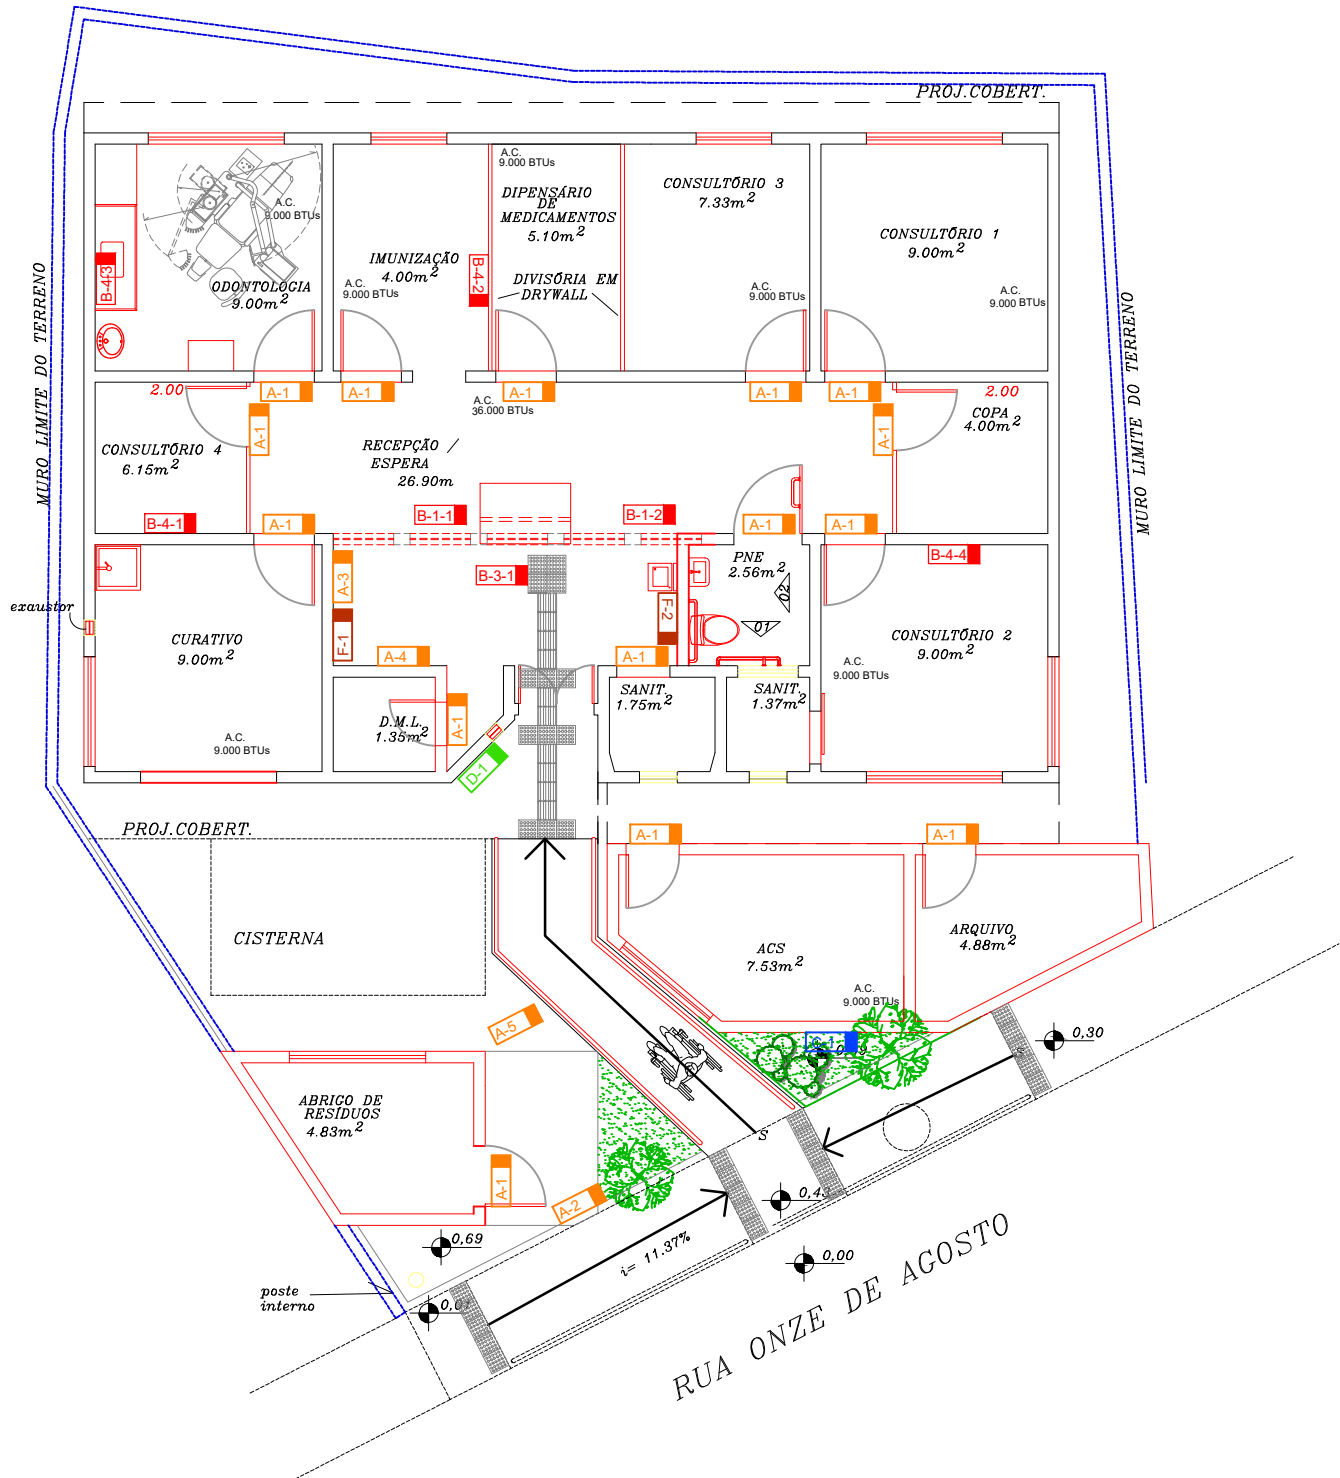 PROJ.COBERT.
MURO LIMITE DO TERRENO
MURO LIMITE DO TERRENO
A.C.
9.000 BTUs
ODONTOLOGIA
9.00m²
B-4-3
IMUNIZAÇÃO
4.00m²
A.C.
9.000 BTUs
B-4-2
A.C.
9.000 BTUs
DIPENSÁRIO
DE
MEDICAMENTOS
5.10m²
DIVISÓRIA EM
DRYWALL
CONSULTÓRIO 3
7.33m²
A.C.
9.000 BTUs
CONSULTÓRIO 1
9.00m²
A.C.
9.000 BTUs
2.00
A-1
A-1
A-1
A-1
A-1
2.00
A-1
A-1
A.C.
36.000 BTUs
COPA
4.00m²
CONSULTÓRIO 4
6.15m²
RECEPÇÃO /
ESPERA
26.90m
B-4-1
A-1
B-1-1
B-1-2
A-1
A-1
B-4-4
exaustor
CURATIVO
9.00m²
A.C.
9.000 BTUs
A-3
F-1
A-4
B-3-1
F-2
A-1
PNE
2.56m²
02
01
CONSULTÓRIO 2
9.00m²
A.C.
9.000 BTUs
D.M.L.
1.35m²
A-1
D-1
SANIT.
1.75m²
SANIT.
1.37m²
PROJ.COBERT.
A-1
A-1
CISTERNA
ACS
7.53m²
ARQUIVO
4.88m²
A.C.
9.000 BTUs
A-5
C-1
0,30
ABRIGO DE
RESÍDUOS
4.83m²
A-1
A-2
S
0,43
0,69
0,00
i= 11.37%
poste
interno
RUA ONZE DE AGOSTO